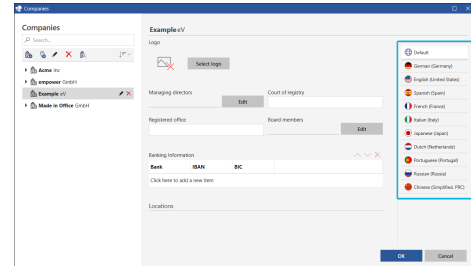 Companies
Companies
Search...
Acme inc
empower GmbH
Example eV
Made in Office GmbH
Example eV
Logo
Select logo
Managing directors
Edit
Court of registry
Registered office
Board members
Edit
Banking Information
Bank IBAN BIC
Click here to add a new item
Locations
Default
German (Germany)
English (United States)
Spanish (Spain)
French (France)
Italian (Italy)
Japanese (Japan)
Dutch (Netherlands)
Portuguese (Portugal)
Russian (Russia)
Chinese (Simplified, PRC)
OK Cancel